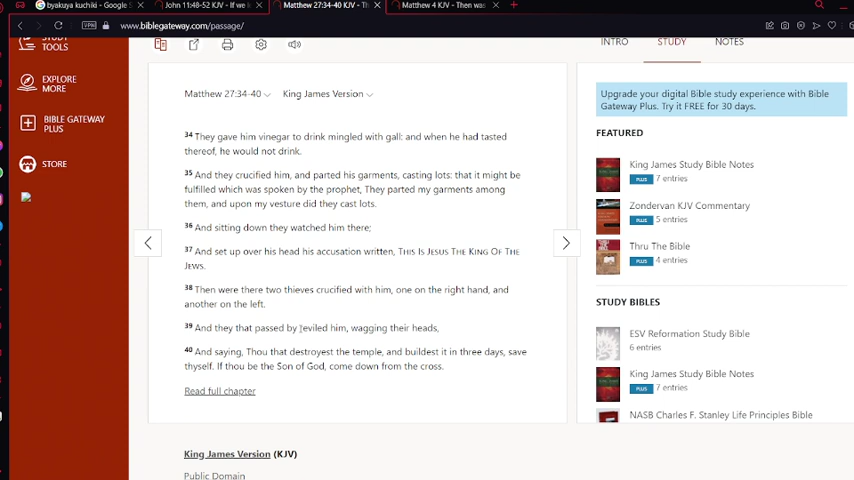 byakuya kuchiki - Google S
John 11:48-52 KJV - If we l
Matthew 27:34-40 KJV - Th
Matthew 4 KJV - Then was
VPN
www.biblegateway.com/passage/
STUDY
TOOLS
EXPLORE
MORE
BIBLE GATEWAY
PLUS
STORE
Matthew 27:34-40 King James Version
34 They gave him vinegar to drink mingled with gall: and when he had tasted
thereof, he would not drink.
35 And they crucified him, and parted his garments, casting lots: that it might be
fulfilled which was spoken by the prophet, They parted my garments among
them, and upon my vesture did they cast lots.
36 And sitting down they watched him there;
37 And set up over his head his accusation written, THIS IS JESUS THE KING OF THE
JEWS.
38 Then were there two thieves crucified with him, one on the right hand, and
another on the left.
39 And they that passed by reviled him, wagging their heads,
40 And saying, Thou that destroyest the temple, and buildest it in three days, save
thyself. If thou be the Son of God, come down from the cross.
Read full chapter
King James Version (KJV)
Public Domain
INTRO STUDY NOTES
Upgrade your digital Bible study experience with Bible
Gateway Plus. Try it FREE for 30 days.
FEATURED
King James Study Bible Notes
PLUS 7 entries
Zondervan KJV Commentary
PLUS 5 entries
Thru The Bible
PLUS 4 entries
STUDY BIBLES
ESV Reformation Study Bible
6 entries
King James Study Bible Notes
PLUS 7 entries
NASB Charles F. Stanley Life Principles Bible